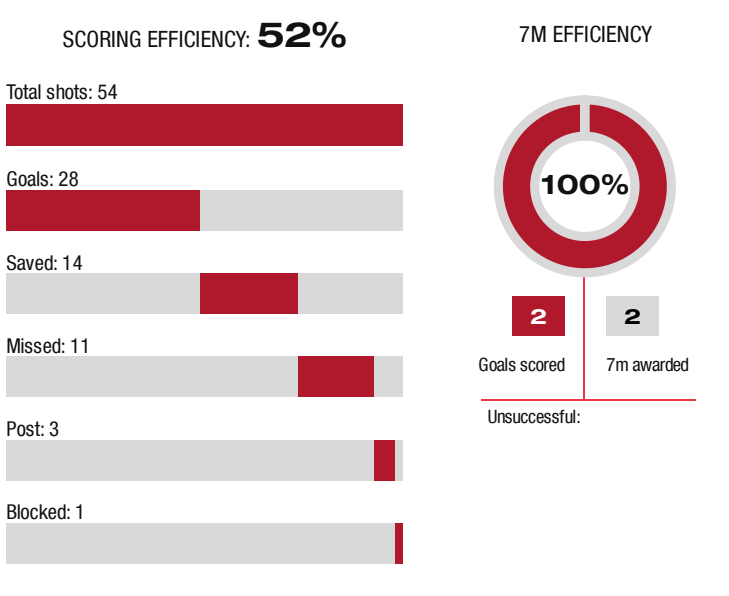 SCORING EFFICIENCY: 52%
Total shots: 54
Goals: 28
Saved: 14
Missed: 11
Post: 3
Blocked: 1
7M EFFICIENCY
100%
2
2
Goals scored
7m awarded
Unsuccessful: